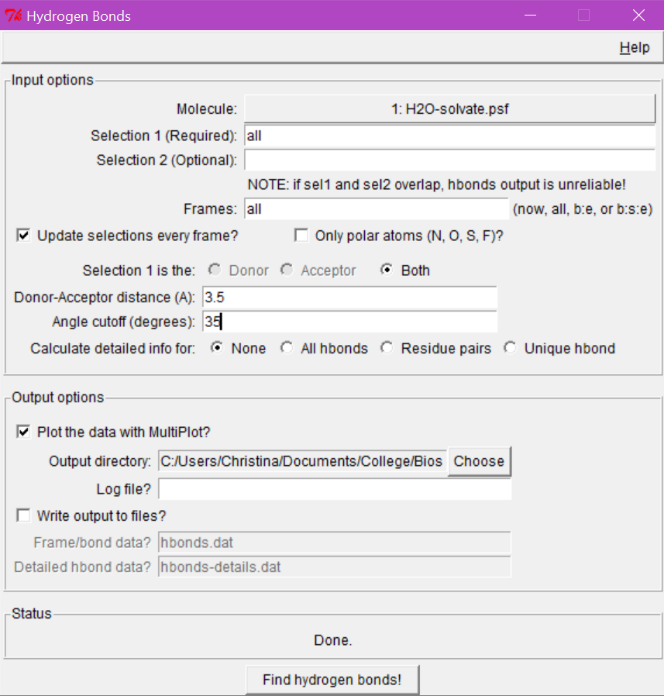 Hydrogen Bonds
Help
Input options
Molecule: 1: H2O-solvate.psf
Selection 1 (Required): all
Selection 2 (Optional):
NOTE: if sel1 and sel2 overlap, hbonds output is unreliable!
Frames: all (now, all, b:e, or b:s:e)
Update selections every frame? Only polar atoms (N, O, S, F)?
Selection 1 is the: Donor Acceptor Both
Donor-Acceptor distance (A): 3.5
Angle cutoff (degrees): 35
Calculate detailed info for: None All hbonds Residue pairs Unique hbond
Output options
Plot the data with MultiPlot?
Output directory: C:/Users/Christina/Documents/College/Bios Choose
Log file?
Write output to files?
Frame/bond data? hbonds.dat
Detailed hbond data? hbonds-details.dat
Status
Done.
Find hydrogen bonds!